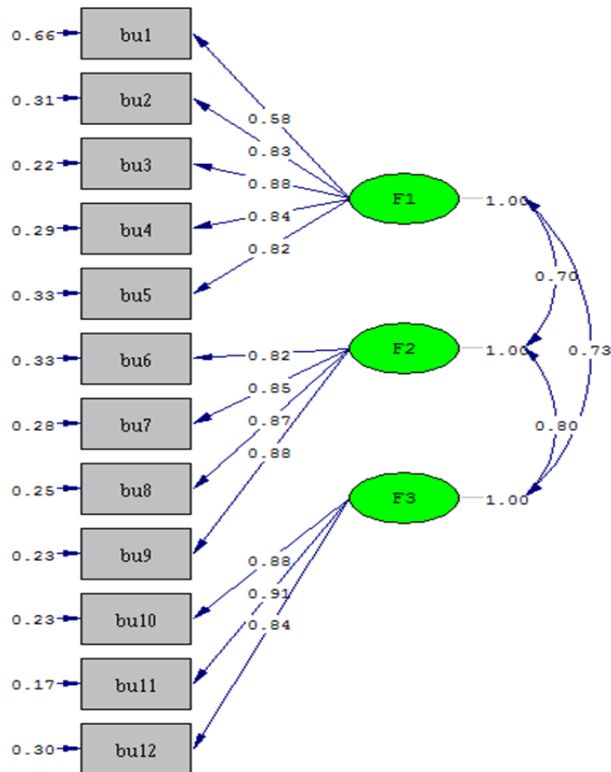 0.66 bu1
0.31 bu2
0.58
0.83
0.22 bu3
0.88
F1 1.00
0.29 bu4
0.84
0.82
0.33 bu5
0.70
0.33 bu6
0.82
F2 1.00
0.73
0.85
0.28 bu7
0.87
0.80
0.88
0.25 bu8
F3 1.00
0.23 bu9
0.88
0.91
0.23 bu10
0.84
0.17 bu11
0.30 bu12